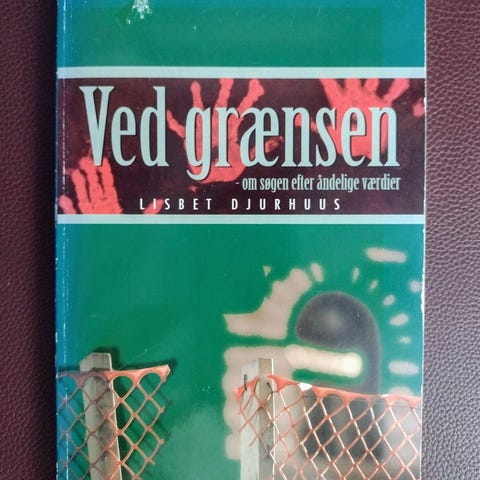 Ved grænsen
- om søgen efter åndelige værdier
LISBET DJURHUUS